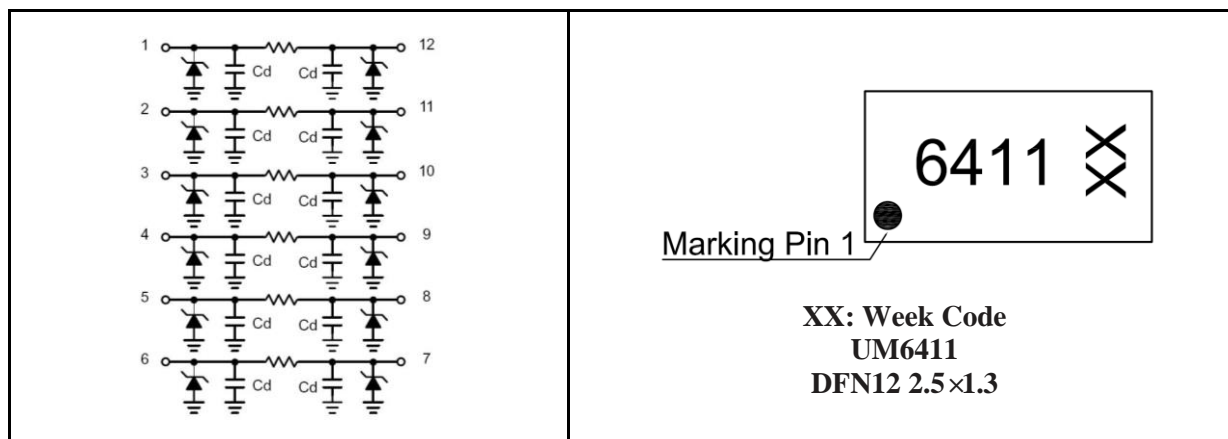 1 12
Cd Cd
2 11
Cd Cd
3 10
Cd Cd
4 9
Cd Cd
5 8
Cd Cd
6 7
Cd Cd
6411 XX
Marking Pin 1
XX: Week Code
UM6411
DFN12 2.5×1.3